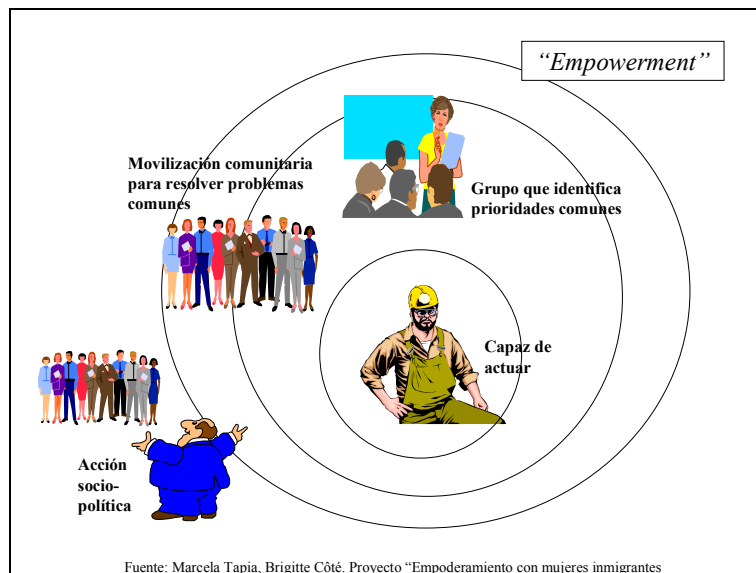 “Empowerment”
Movilización comunitaria
para resolver problemas
comunes
Grupo que identifica
prioridades comunes
Capaz de
actuar
Acción
socio-
política
Fuente: Marcela Tapia, Brigitte Côté. Proyecto “Empoderamiento con mujeres inmigrantes